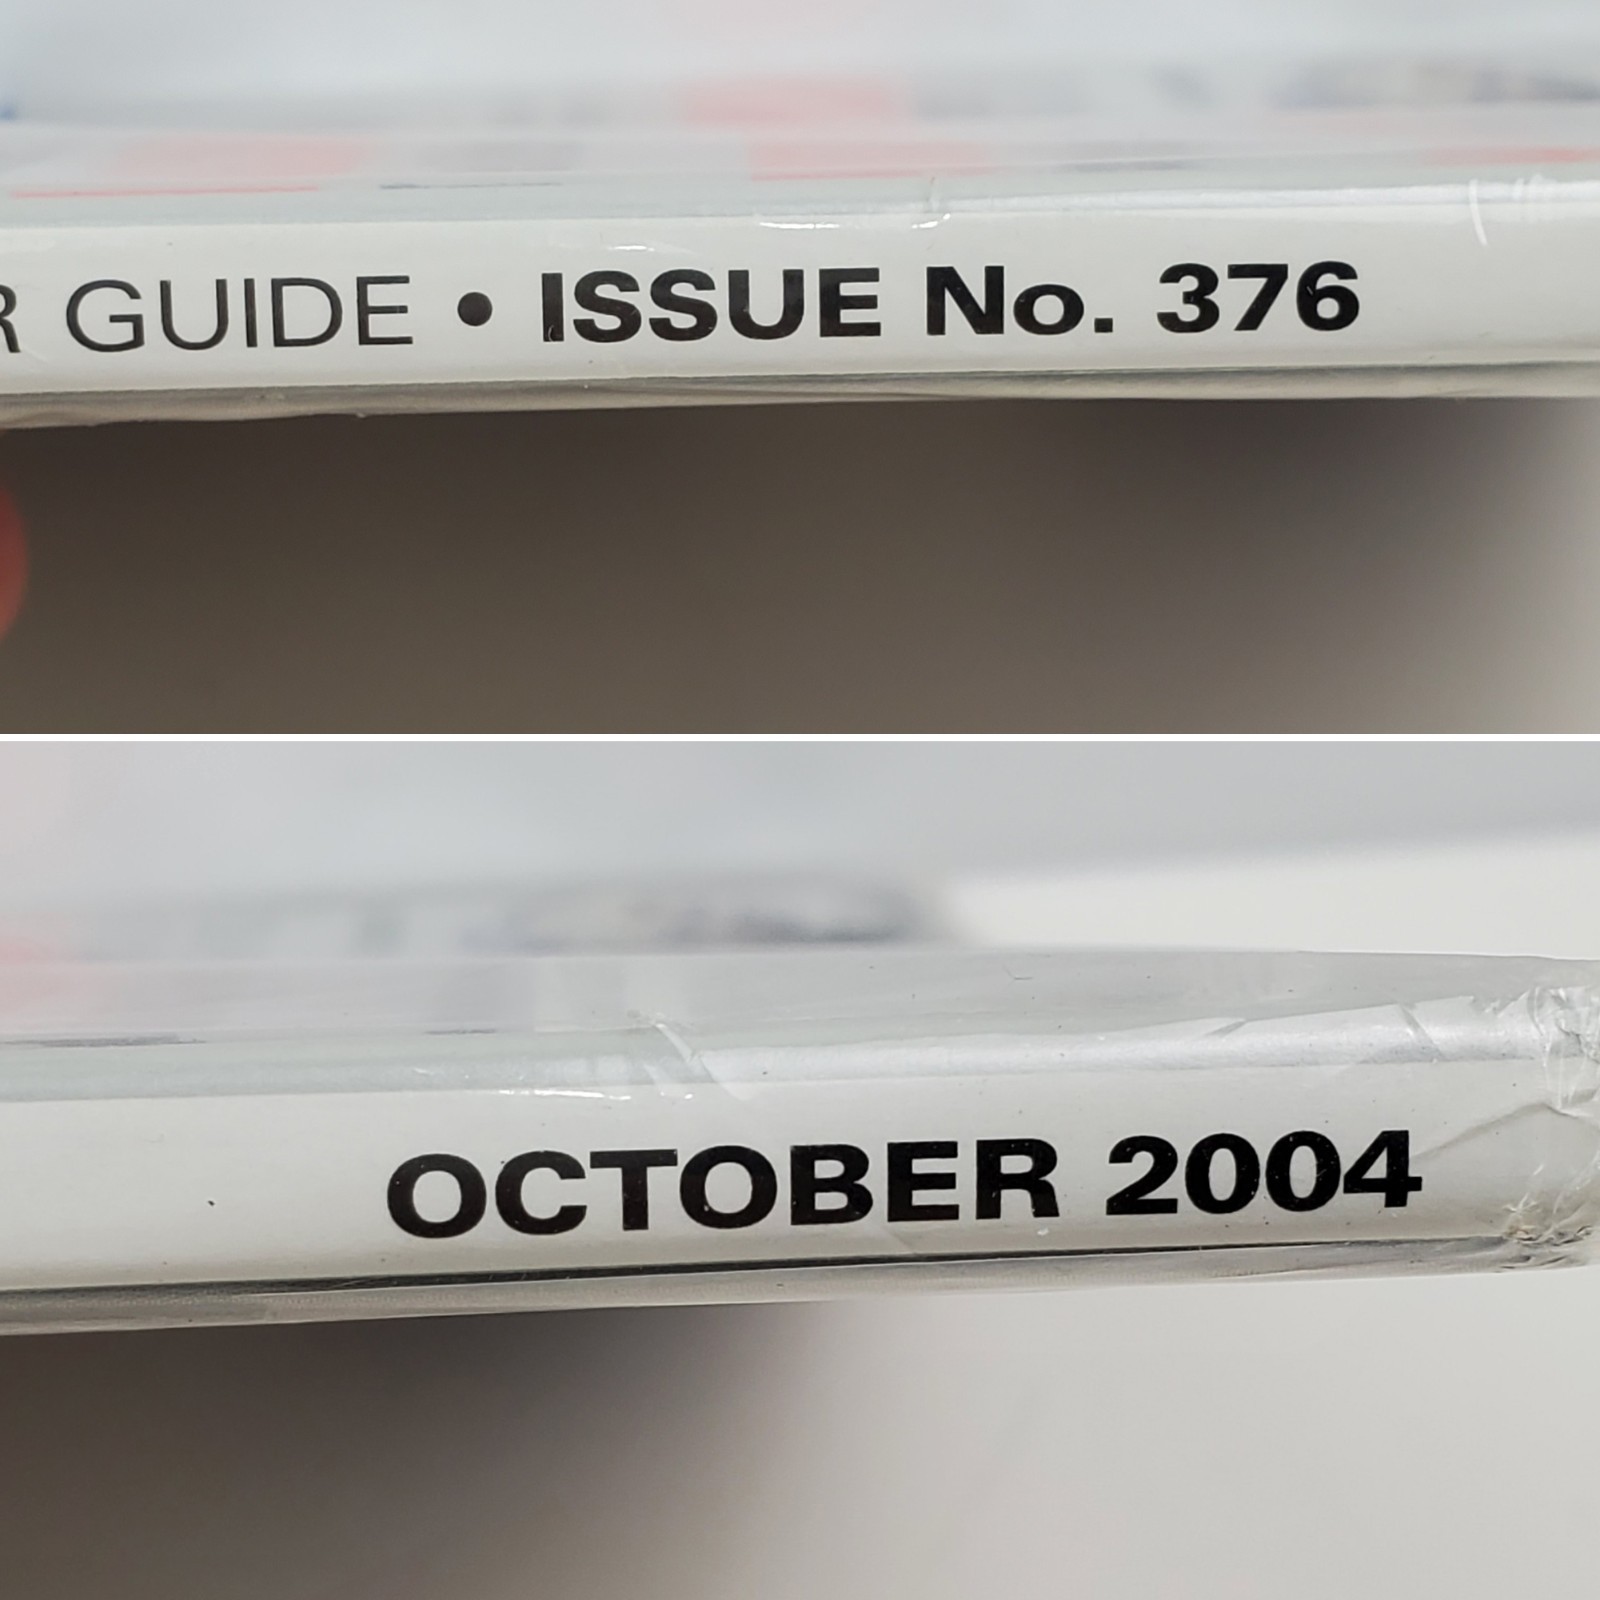 R GUIDE • ISSUE No. 376
OCTOBER 2004